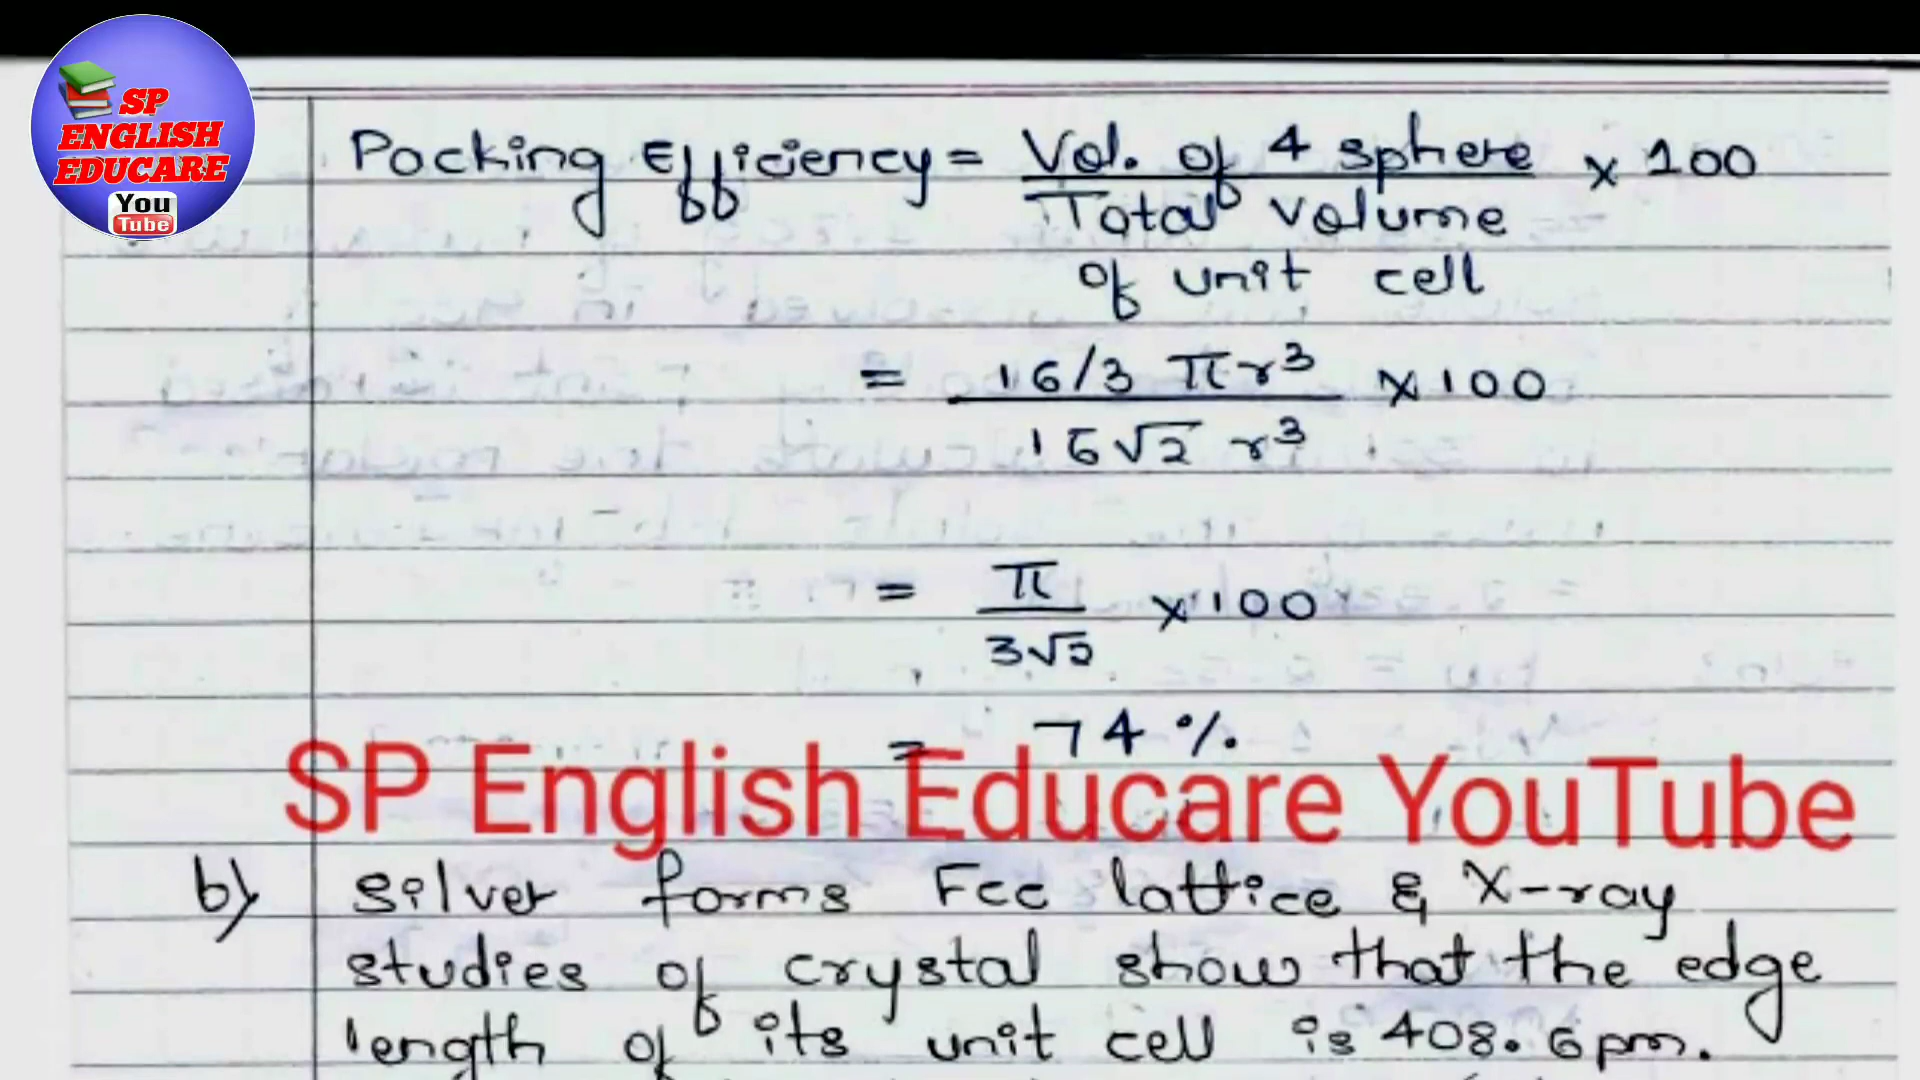 SP
ENGLISH
EDUCARE
You
Tube
Packing Efficiency = Vol. of 4 sphere × 100
Total volume
of unit cell
= 16/3 πr³ ×100
16√2 r³
= π ×100
3√2
= 74 %.
SP English Educare YouTube
b) Silver forms Fcc lattice & X-ray
studies of crystal show that the edge
length of its unit cell is 408.6pm.